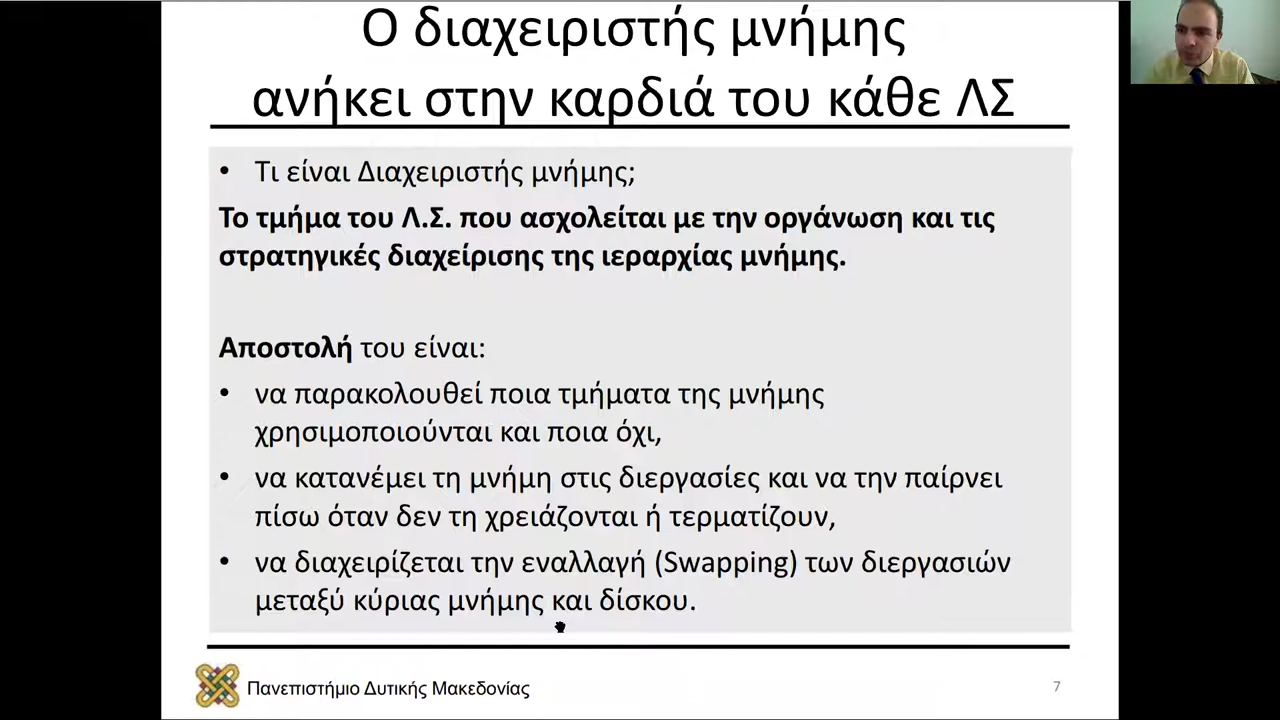 Ο διαχειριστής μνήμης
ανήκει στην καρδιά του κάθε ΛΣ
• Τι είναι Διαχειριστής μνήμης;
Το τμήμα του Λ.Σ. που ασχολείται με την οργάνωση και τις
στρατηγικές διαχείρισης της ιεραρχίας μνήμης.
Αποστολή του είναι:
• να παρακολουθεί ποια τμήματα της μνήμης
χρησιμοποιούνται και ποια όχι,
• να κατανέμει τη μνήμη στις διεργασίες και να την παίρνει
πίσω όταν δεν τη χρειάζονται ή τερματίζουν,
• να διαχειρίζεται την εναλλαγή (Swapping) των διεργασιών
μεταξύ κύριας μνήμης και δίσκου.
Πανεπιστήμιο Δυτικής Μακεδονίας
7